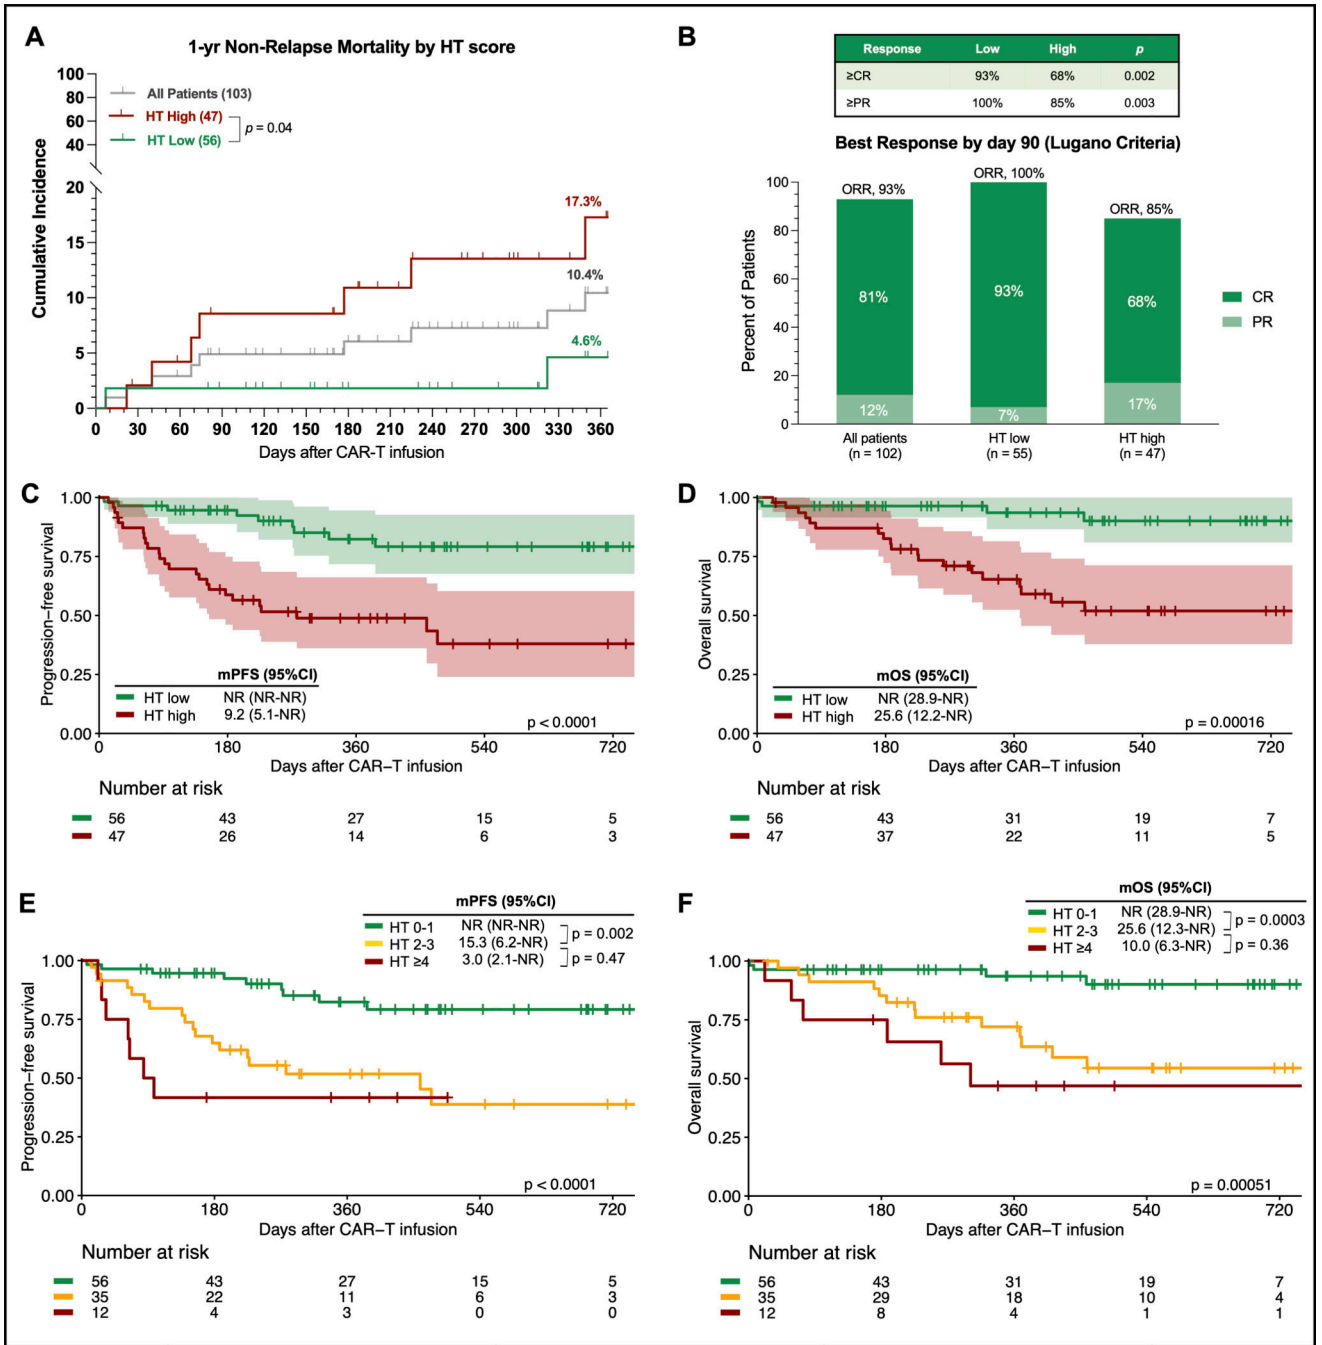 A
1-yr Non-Relapse Mortality by HT score
All Patients (103)
HT High (47)
HT Low (56)
p = 0.04
Cumulative Incidence
100
80
60
40
20
15
10
5
0
17.3%
10.4%
4.6%
0 30 60 90 120 150 180 210 240 270 300 330 360
Days after CAR-T infusion
B
Response Low High p
≥CR 93% 68% 0.002
≥PR 100% 85% 0.003
Best Response by day 90 (Lugano Criteria)
Percent of Patients
100
80
60
40
20
0
ORR, 93%
ORR, 100%
ORR, 85%
81%
93%
68%
12%
7%
17%
CR
PR
All patients
(n = 102)
HT low
(n = 55)
HT high
(n = 47)
C
Progression–free survival
1.00
0.75
0.50
0.25
0.00
mPFS (95%CI)
HT low NR (NR-NR)
HT high 9.2 (5.1-NR)
p < 0.0001
0 180 360 540 720
Days after CAR–T infusion
Number at risk
56 43 27 15 5
47 26 14 6 3
D
Overall survival
1.00
0.75
0.50
0.25
0.00
mOS (95%CI)
HT low NR (28.9-NR)
HT high 25.6 (12.2-NR)
p = 0.00016
0 180 360 540 720
Days after CAR–T infusion
Number at risk
56 43 31 19 7
47 37 22 11 5
E
mPFS (95%CI)
HT 0-1 NR (NR-NR)
HT 2-3 15.3 (6.2-NR)
HT ≥4 3.0 (2.1-NR)
p = 0.002
p = 0.47
Progression–free survival
1.00
0.75
0.50
0.25
0.00
p < 0.0001
0 180 360 540 720
Days after CAR–T infusion
Number at risk
56 43 27 15 5
35 22 11 6 3
12 4 3 0 0
F
mOS (95%CI)
HT 0-1 NR (28.9-NR)
HT 2-3 25.6 (12.3-NR)
HT ≥4 10.0 (6.3-NR)
p = 0.0003
p = 0.36
Overall survival
1.00
0.75
0.50
0.25
0.00
p = 0.00051
0 180 360 540 720
Days after CAR–T infusion
Number at risk
56 43 31 19 7
35 29 18 10 4
12 8 4 1 1